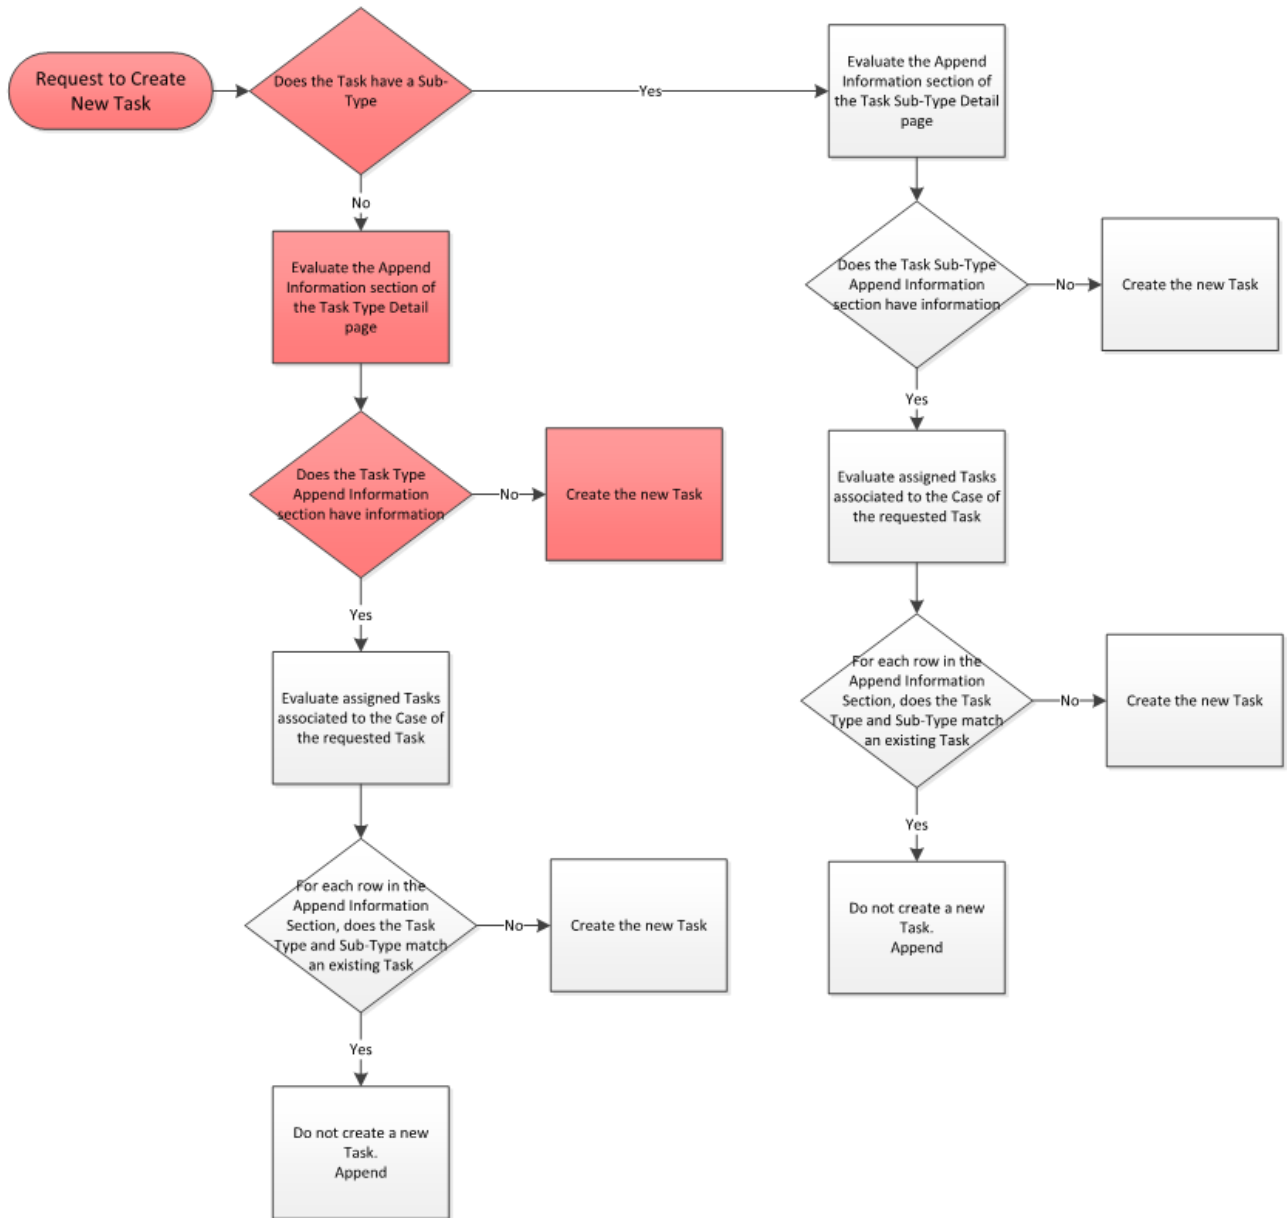 Request to Create
New Task
Does the Task have a Sub-
Type
Yes
Evaluate the Append
Information section of
the Task Sub-Type Detail
page
No
Evaluate the Append
Information section of
the Task Type Detail
page
Does the Task Sub-Type
Append Information
section have information
No
Create the new Task
Yes
Does the Task Type
Append Information
section have information
No
Create the new Task
Evaluate assigned Tasks
associated to the Case of
the requested Task
Yes
Evaluate assigned Tasks
associated to the Case of
the requested Task
For each row in the
Append Information
Section, does the Task
Type and Sub-Type match
an existing Task
No
Create the new Task
Yes
For each row in the
Append Information
Section, does the Task
Type and Sub-Type match
an existing Task
No
Create the new Task
Do not create a new
Task.
Append
Yes
Do not create a new
Task.
Append